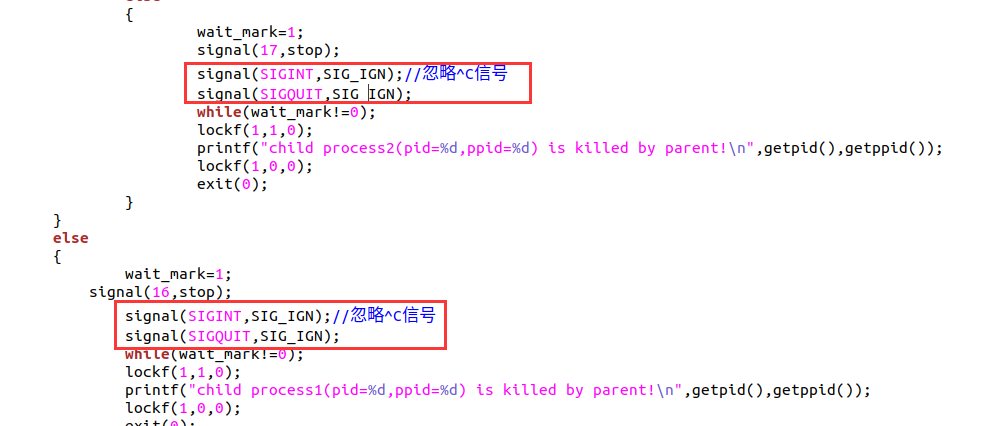 else
{
wait_mark=1;
signal(17,stop);
signal(SIGINT,SIG_IGN);//忽略^C信号
signal(SIGQUIT,SIG_IGN);
while(wait_mark!=0);
lockf(1,1,0);
printf("child process2(pid=%d,ppid=%d) is killed by parent!\n",getpid(),getppid());
lockf(1,0,0);
exit(0);
}
}
else
{
wait_mark=1;
signal(16,stop);
signal(SIGINT,SIG_IGN);//忽略^C信号
signal(SIGQUIT,SIG_IGN);
while(wait_mark!=0);
lockf(1,1,0);
printf("child process1(pid=%d,ppid=%d) is killed by parent!\n",getpid(),getppid());
lockf(1,0,0);
exit(0);